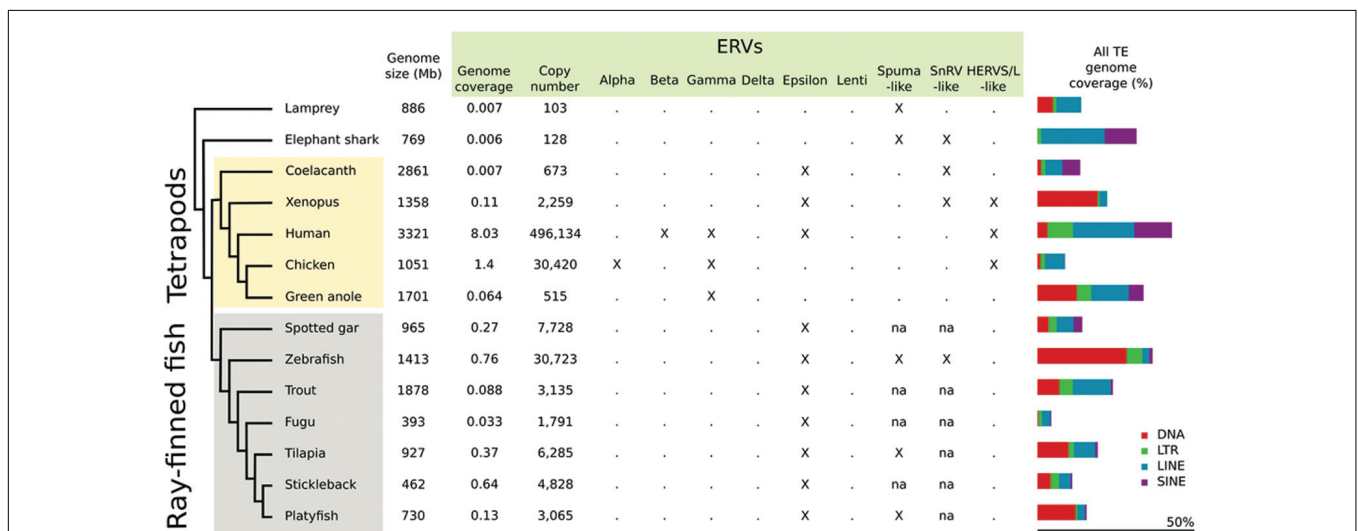 ERVs
Genome size (Mb)
Genome coverage
Copy number
Alpha
Beta
Gamma
Delta
Epsilon
Lenti
Spuma -like
SnRV -like
HERVS/L -like
All TE genome coverage (%)
Tetrapods
Ray-finned fish
Lamprey 886 0.007 103 . . . . . . X . .
Elephant shark 769 0.006 128 . . . . . . X X .
Coelacanth 2861 0.007 673 . . . . X . . X .
Xenopus 1358 0.11 2,259 . . . . X . . X X
Human 3321 8.03 496,134 . X X . X . . . X
Chicken 1051 1.4 30,420 X . X . . . . . X
Green anole 1701 0.064 515 . . X . . . . . .
Spotted gar 965 0.27 7,728 . . . . X . na na .
Zebrafish 1413 0.76 30,723 . . . . X . X X .
Trout 1878 0.088 3,135 . . . . X . na na .
Fugu 393 0.033 1,791 . . . . X . na na .
Tilapia 927 0.37 6,285 . . . . X . X na .
Stickleback 462 0.64 4,828 . . . . X . na na .
Platyfish 730 0.13 3,065 . . . . X . X na .
DNA
LTR
LINE
SINE
50%